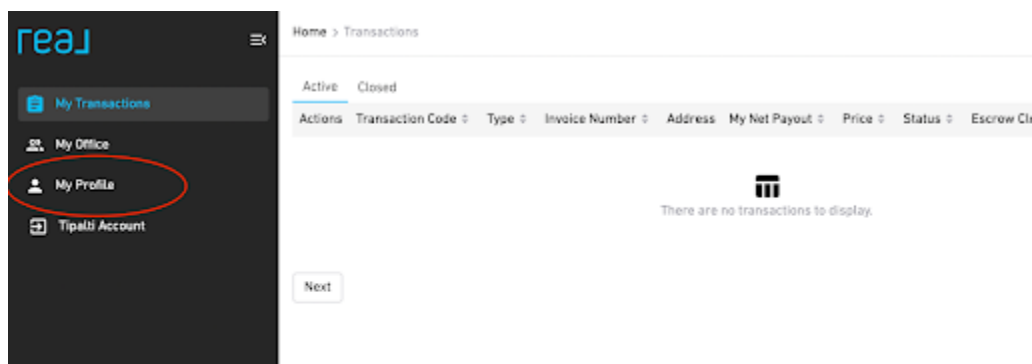 real
Home > Transactions
Active Closed
My Transactions
Actions Transaction Code Type Invoice Number Address My Net Payout Price Status Escrow
My Office
My Profile
There are no transactions to display.
Tipalti Account
Next